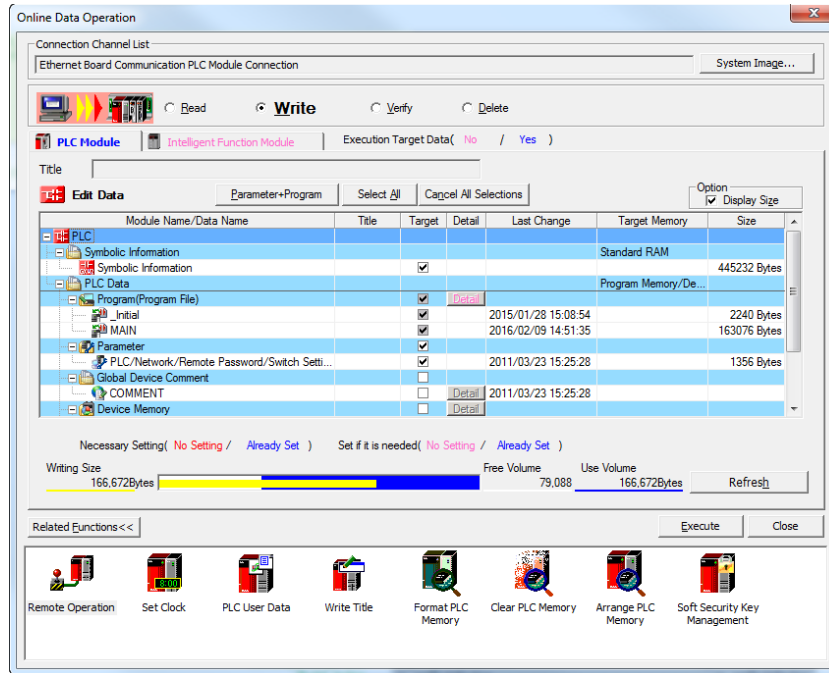 Online Data Operation
Connection Channel List
Ethernet Board Communication PLC Module Connection
System Image...
Read
Write
Verify
Delete
PLC Module
Intelligent Function Module
Execution Target Data( No / Yes )
Title
Edit Data
Parameter+Program
Select All
Cancel All Selections
Option
Display Size
Module Name/Data Name Title Target Detail Last Change Target Memory Size
PLC
Symbolic Information Standard RAM
Symbolic Information 445232 Bytes
PLC Data Program Memory/De...
Program(Program File) Detail
_Initial 2015/01/28 15:08:54 2240 Bytes
MAIN 2016/02/09 14:51:35 163076 Bytes
Parameter
PLC/Network/Remote Password/Switch Setti... 2011/03/23 15:25:28 1356 Bytes
Global Device Comment
COMMENT Detail 2011/03/23 15:25:28
Device Memory Detail
Necessary Setting( No Setting / Already Set ) Set if it is needed( No Setting / Already Set )
Writing Size Free Volume Use Volume
166,672Bytes 79,088 166,672Bytes
Refresh
Related Functions<<
Execute
Close
8:00
Remote Operation
Set Clock
PLC User Data
Write Title
Format PLC
Memory
Clear PLC Memory
Arrange PLC
Memory
Soft Security Key
Management